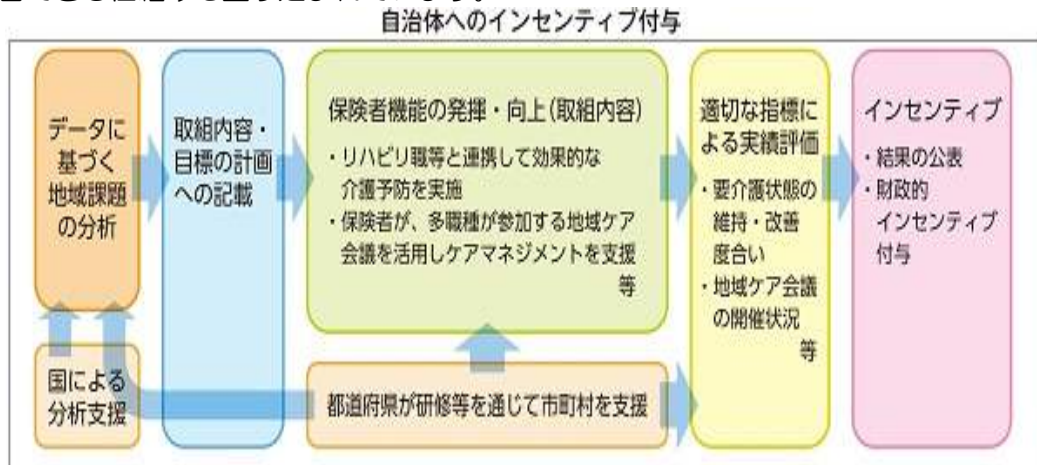 自治体へのインセンティブ付与
データに
基づく
地域課題
の分析
取組内容・
目標の計画
への記載
保険者機能の発揮・向上（取組内容）
・リハビリ職等と連携して効果的な
介護予防を実施
・保険者が、多職種が参加する地域ケア
会議を活用しケアマネジメントを支援
等
適切な指標に
よる実績評価
・要介護状態の
維持・改善
度合い
・地域ケア会議
の開催状況
等
インセンティブ
・結果の公表
・財政的
インセンティブ
付与
国による
分析支援
都道府県が研修等を通じて市町村を支援